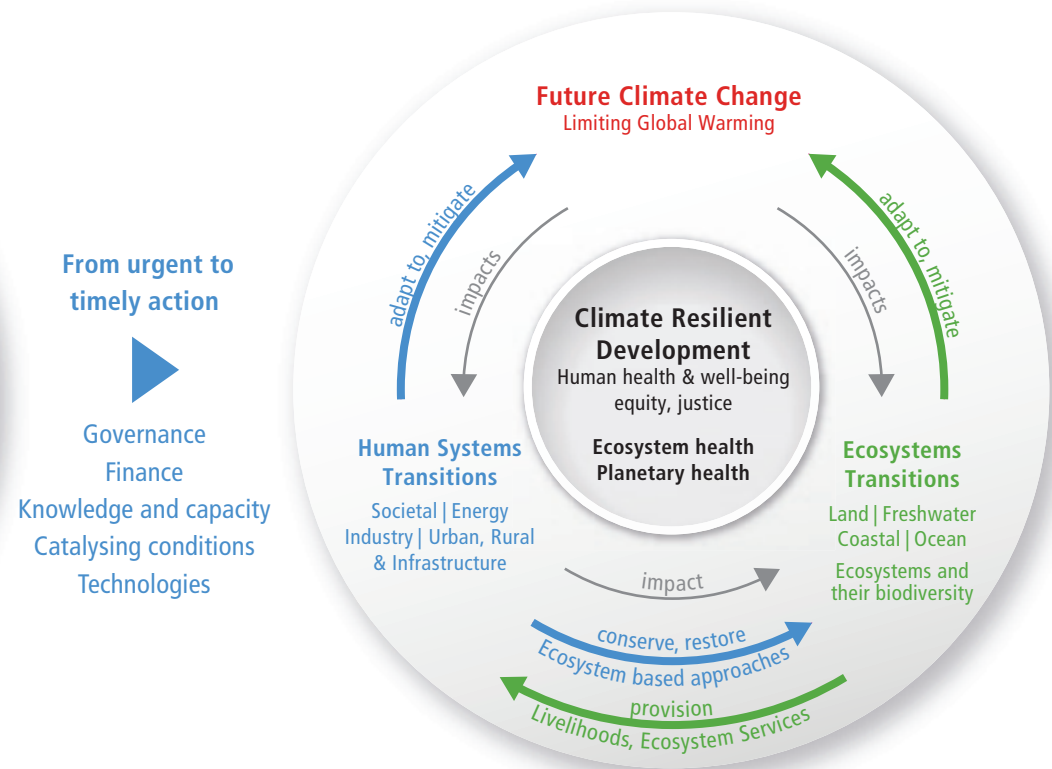 From urgent to
timely action
Governance
Finance
Knowledge and capacity
Catalysing conditions
Technologies
Future Climate Change
Limiting Global Warming
adapt to, mitigate
impacts
impacts
adapt to, mitigate
Climate Resilient
Development
Human health & well-being
equity, justice
Ecosystem health
Planetary health
Human Systems
Transitions
Societal | Energy
Industry | Urban, Rural
& Infrastructure
Ecosystems
Transitions
Land | Freshwater
Coastal | Ocean
Ecosystems and
their biodiversity
impact
conserve, restore
Ecosystem based approaches
provision
Livelihoods, Ecosystem Services